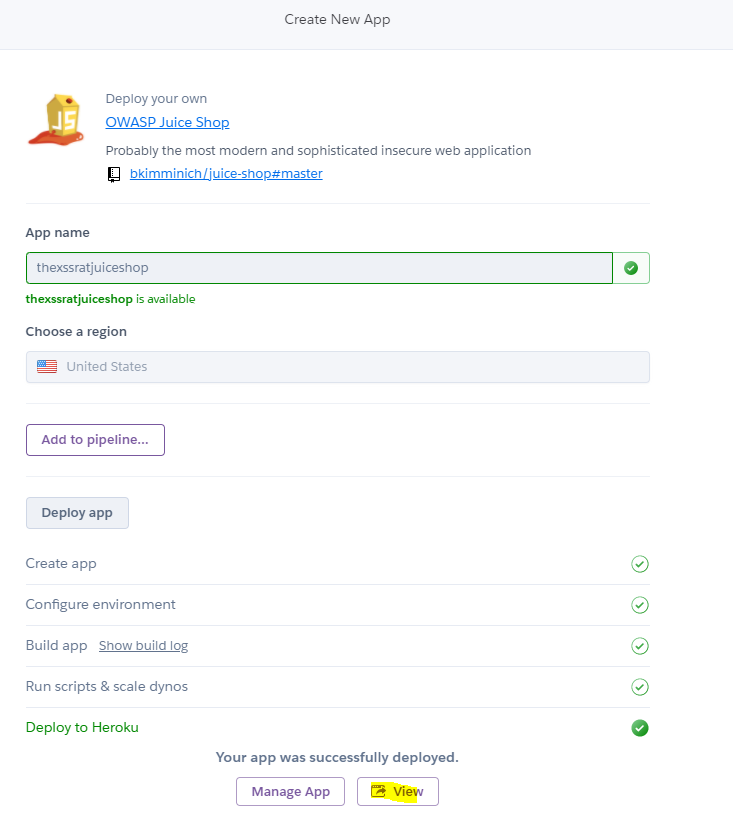 Create New App
Deploy your own
OWASP Juice Shop
Probably the most modern and sophisticated insecure web application
bkimminich/juice-shop#master
App name
thexssratjuiceshop
thexssratjuiceshop is available
Choose a region
United States
Add to pipeline...
Deploy app
Create app
Configure environment
Build app Show build log
Run scripts & scale dynos
Deploy to Heroku
Your app was successfully deployed.
Manage App View
JS